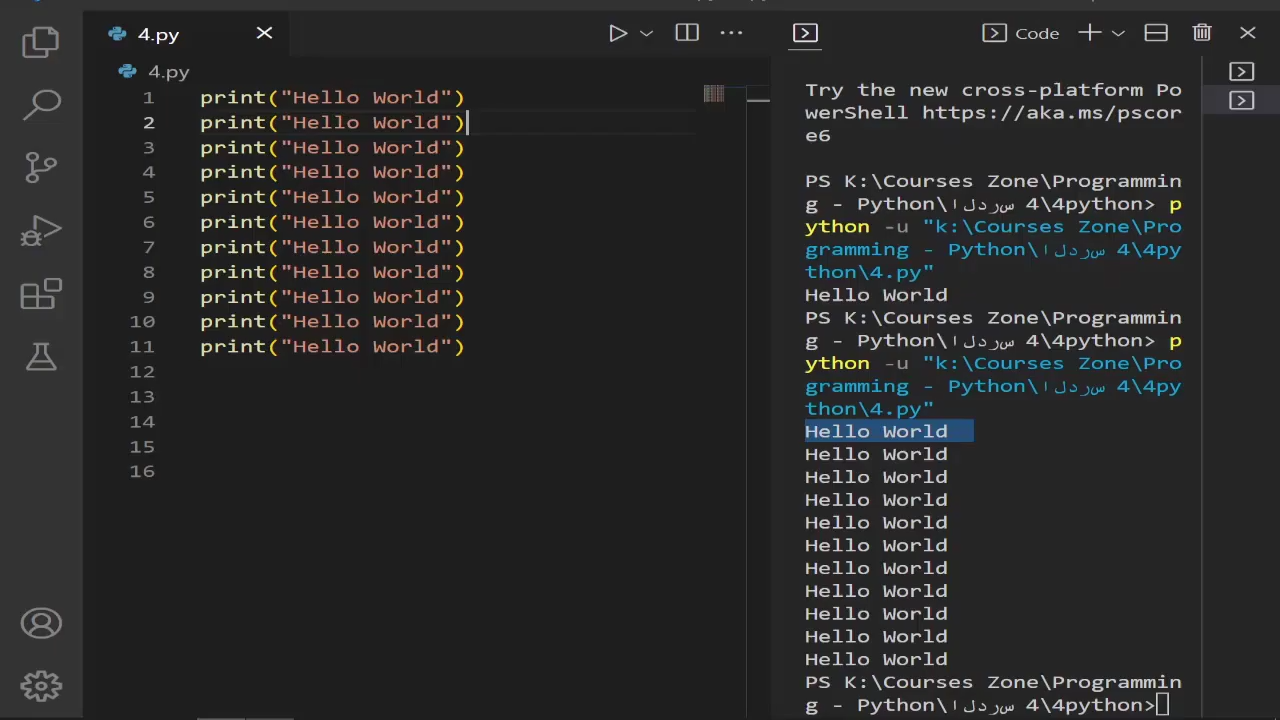 4.py
Code
4.py
1 print("Hello World")
2 print("Hello World")
3 print("Hello World")
4 print("Hello World")
5 print("Hello World")
6 print("Hello World")
7 print("Hello World")
8 print("Hello World")
9 print("Hello World")
10 print("Hello World")
11 print("Hello World")
12
13
14
15
16
Try the new cross-platform Po
werShell https://aka.ms/pscor
e6
PS K:\Courses Zone\Programmin
g - Python\الدرس 4\4python> p
ython -u "k:\Courses Zone\Pro
gramming - Python\الدرس 4\4py
thon\4.py"
Hello World
PS K:\Courses Zone\Programmin
g - Python\الدرس 4\4python> p
ython -u "k:\Courses Zone\Pro
gramming - Python\الدرس 4\4py
thon\4.py"
Hello World
Hello World
Hello World
Hello World
Hello World
Hello World
Hello World
Hello World
Hello World
Hello World
Hello World
PS K:\Courses Zone\Programmin
g - Python\الدرس 4\4python>